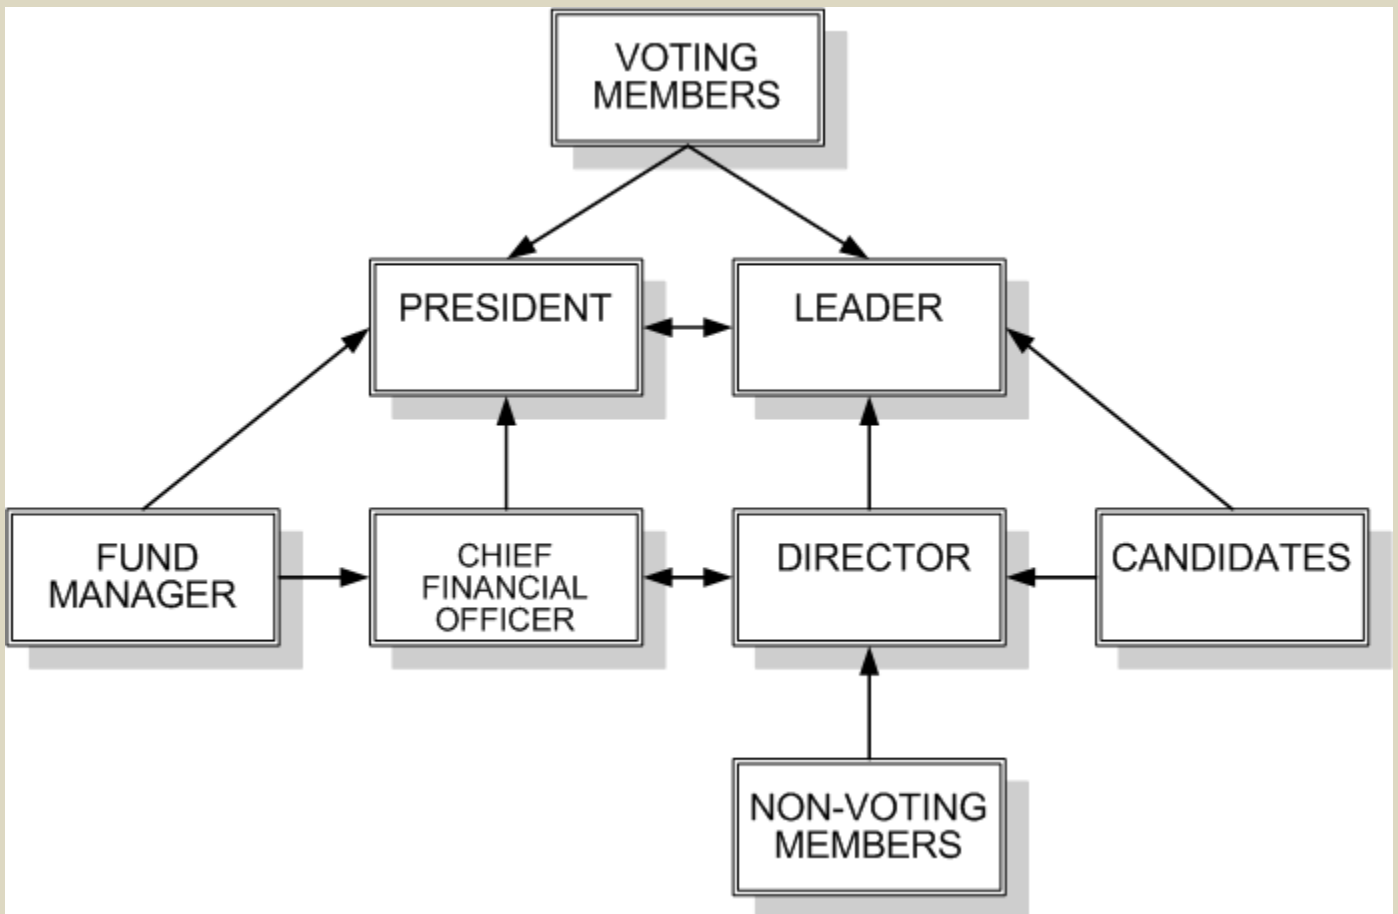 VOTING
MEMBERS
PRESIDENT
LEADER
FUND
MANAGER
CHIEF
FINANCIAL
OFFICER
DIRECTOR
CANDIDATES
NON-VOTING
MEMBERS